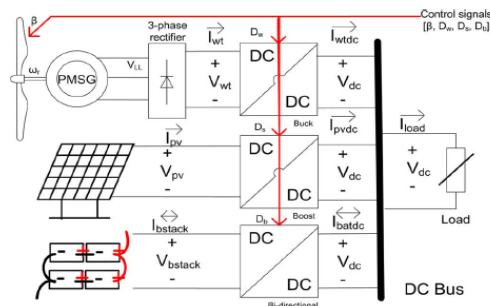 Control signals
[β, Dw, Ds, Db]
β
3-phase
rectifier
Iwt
Dw
Iwtdc
ωr
PMSG
VLL
+
Vwt
-
DC
DC
Buck
+
Vdc
-
Ipv
+
Vpv
-
Ds
DC
DC
Boost
Ipvdc
+
Vdc
-
Iload
+
Vdc
-
Load
Ibstack
+
Vbstack
-
Db
DC
DC
Bi-directional
Ibatdc
+
Vdc
-
- + - +
- + - +
DC Bus